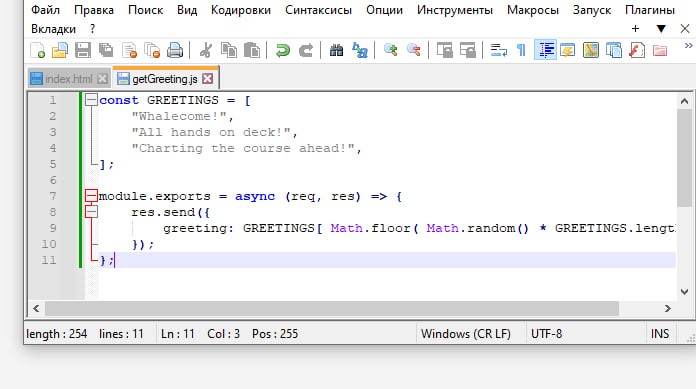 Файл Правка Поиск Вид Кодировки Синтаксисы Опции Инструменты Макросы Запуск Плагины
Вкладки ? + ▼ X
index.html getGreeting.js
1 const GREETINGS = [
2 "Whalecome!",
3 "All hands on deck!",
4 "Charting the course ahead!",
5 ];
6
7 module.exports = async (req, res) => {
8 res.send({
9 greeting: GREETINGS[ Math.floor( Math.random() * GREETINGS.lengt
10 });
11 };
length : 254 lines : 11 Ln : 11 Col : 3 Pos : 255 Windows (CR LF) UTF-8 INS